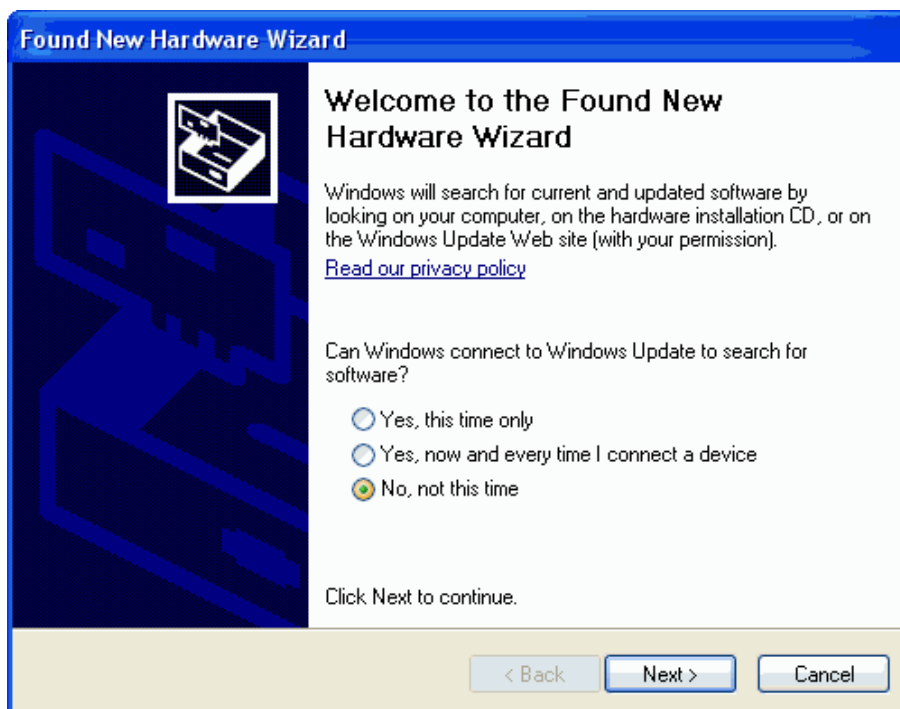 Found New Hardware Wizard
Welcome to the Found New
Hardware Wizard
Windows will search for current and updated software by
looking on your computer, on the hardware installation CD, or on
the Windows Update Web site (with your permission).
Read our privacy policy
Can Windows connect to Windows Update to search for
software?
Yes, this time only
Yes, now and every time I connect a device
No, not this time
Click Next to continue.
< Back Next > Cancel